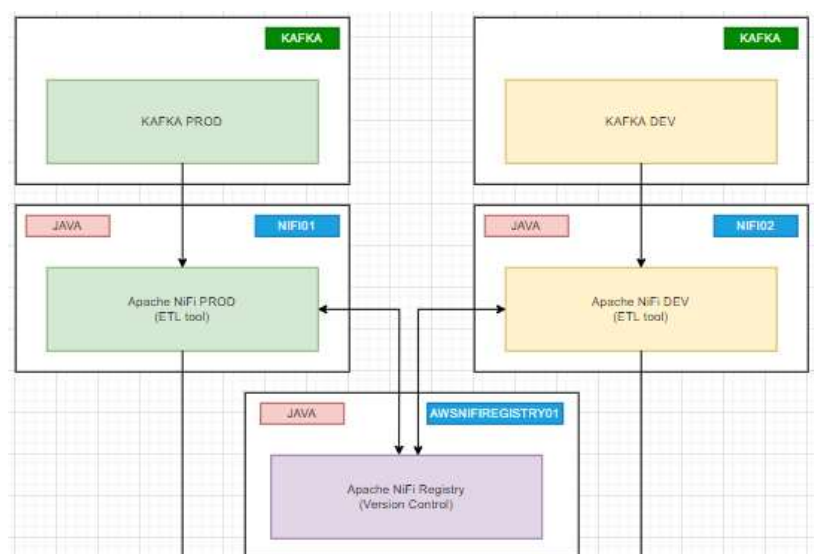 KAFKA
KAFKA PROD
KAFKA
KAFKA DEV
JAVA
NIFI01
Apache NiFi PROD
(ETL tool)
JAVA
NIFI02
Apache NiFi DEV
(ETL tool)
JAVA
AWSNIFIREGISTRY01
Apache NiFi Registry
(Version Control)